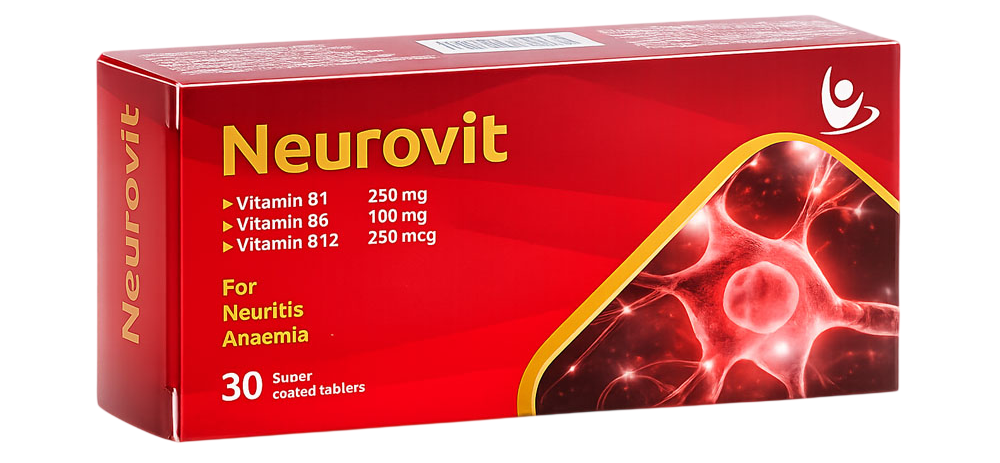 Neurovit
Neurovit
Vitamin 81 250 mg
Vitamin 86 100 mg
Vitamin 812 250 mcg
For
Neuritis
Anaemia
30 Super
coated tablers